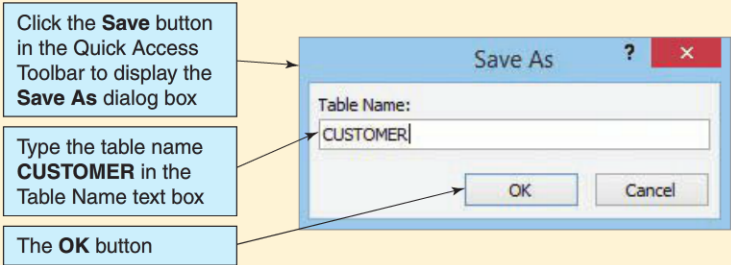 Click the Save button
in the Quick Access
Toolbar to display the
Save As dialog box
Type the table name
CUSTOMER in the
Table Name text box
The OK button
Save As
?
×
Table Name:
CUSTOMER
OK
Cancel